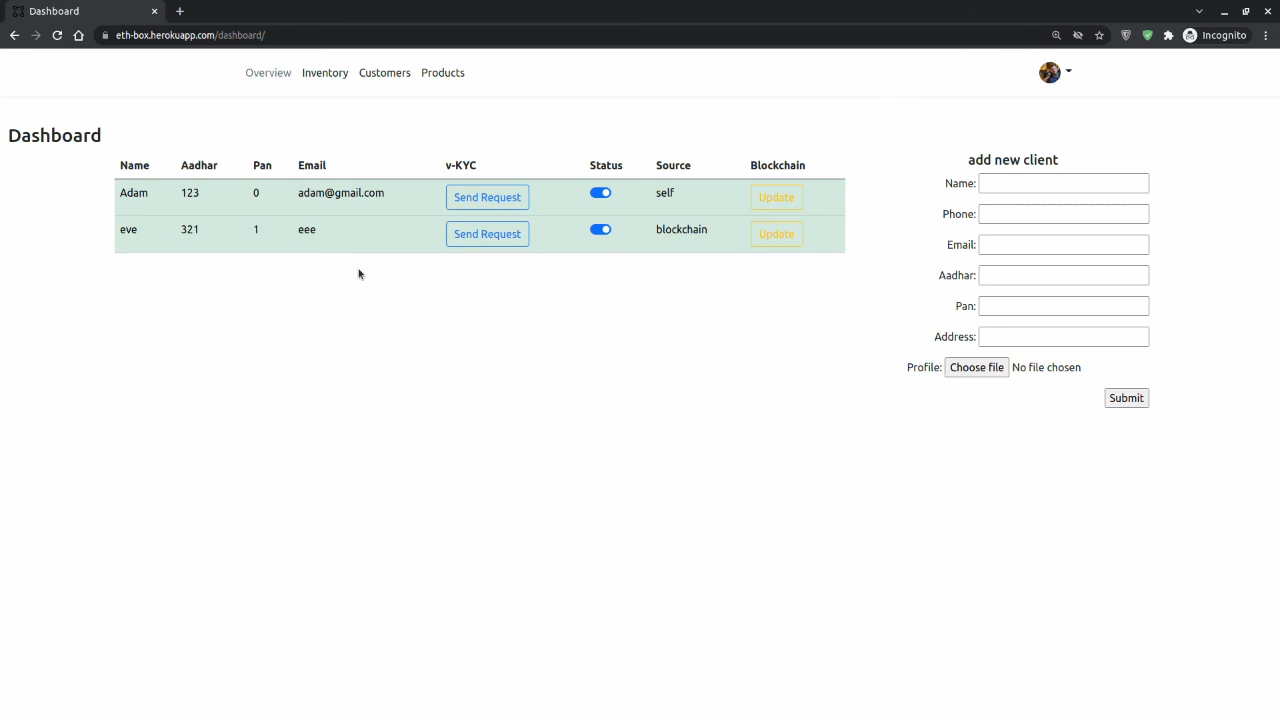 Dashboard
eth-box.herokuapp.com/dashboard/
Incognito
Overview Inventory Customers Products
Dashboard
Name Aadhar Pan Email v-KYC Status Source Blockchain
Adam 123 0 adam@gmail.com Send Request self Update
eve 321 1 eee Send Request blockchain Update
add new client
Name:
Phone:
Email:
Aadhar:
Pan:
Address:
Profile: Choose file No file chosen
Submit